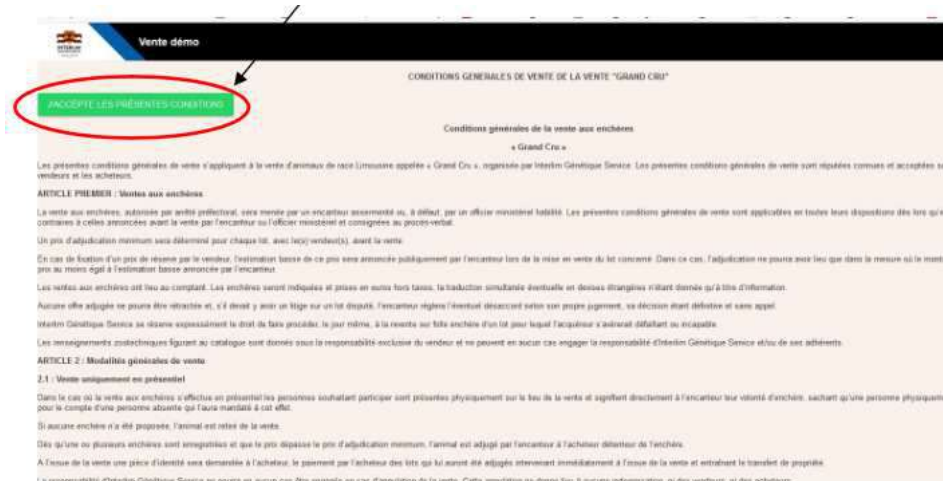 INTERLIM
Vente démo
CONDITIONS GENERALES DE VENTE DE LA VENTE "GRAND CRU"
J'ACCEPTE LES PRÉSENTES CONDITIONS
Conditions générales de la vente aux enchères
« Grand Cru »
Les présentes conditions générales de vente s'appliquent à la vente d'animaux de race Limousine appelée « Grand Cru », organisée par Interlim Génétique Service. Les présentes conditions générales de vente sont réputées connues et acceptées
vendeurs et les acheteurs.
ARTICLE PREMIER : Ventes aux enchères
La vente aux enchères, autorisée par arrêté préfectoral, sera menée par un encanteur assermenté ou, à défaut, par un officier ministériel habilité. Les présentes conditions générales de vente sont applicables en toutes leurs dispositions dès lors
contraires à celles annoncées avant la vente par l'encanteur ou l'officier ministériel et consignées au procès-verbal.
Un prix d'adjudication minimum sera déterminé pour chaque lot, avec le(s) vendeur(s), avant la vente.
En cas de fixation d'un prix de réserve par le vendeur, l'estimation basse de ce prix sera annoncée publiquement par l'encanteur lors de la mise en vente du lot concerné. Dans ce cas, l'adjudication ne pourra avoir lieu que dans la mesure où le
prix au moins égal à l'estimation basse annoncée par l'encanteur.
Les ventes aux enchères ont lieu au comptant. Les enchères seront indiquées et prises en euros hors taxes, la traduction simultanée éventuelle en devises étrangères n'étant donnée qu'à titre d'information.
Aucune offre adjugée ne pourra être rétractée et, s'il devait y avoir un litige sur un lot disputé, l'encanteur réglera l'éventuel désaccord selon son propre jugement, sa décision étant définitive et sans appel.
Interlim Génétique Service se réserve expressément le droit de faire procéder, le jour même, à la revente sur folle enchère d'un lot pour lequel l'acquéreur s'avèrerait défaillant ou incapable.
Les renseignements zootechniques figurant au catalogue sont donnés sous la responsabilité exclusive du vendeur et ne peuvent en aucun cas engager la responsabilité d'Interlim Génétique Service et/ou de ses adhérents.
ARTICLE 2 : Modalités générales de vente
2.1 : Vente uniquement en présentiel
Dans le cas où la vente aux enchères s'effectue en présentiel les personnes souhaitant participer sont présentes physiquement sur le lieu de la vente et signifient directement à l'encanteur leur volonté d'enchérir, sachant qu'une personne
pour le compte d'une personne absente qui l'aura mandaté à cet effet.
Si aucune enchère n'a été proposée, l'animal est retiré de la vente.
Dès qu'une ou plusieurs enchères sont enregistrées et que le prix dépasse le prix d'adjudication minimum, l'animal est adjugé par l'encanteur à l'acheteur détenteur de l'enchère.
A l'issue de la vente une pièce d'identité sera demandée à l'acheteur, le paiement par l'acheteur des lots qui lui auront été adjugés intervenant immédiatement à l'issue de la vente et entraînant le transfert de propriété.